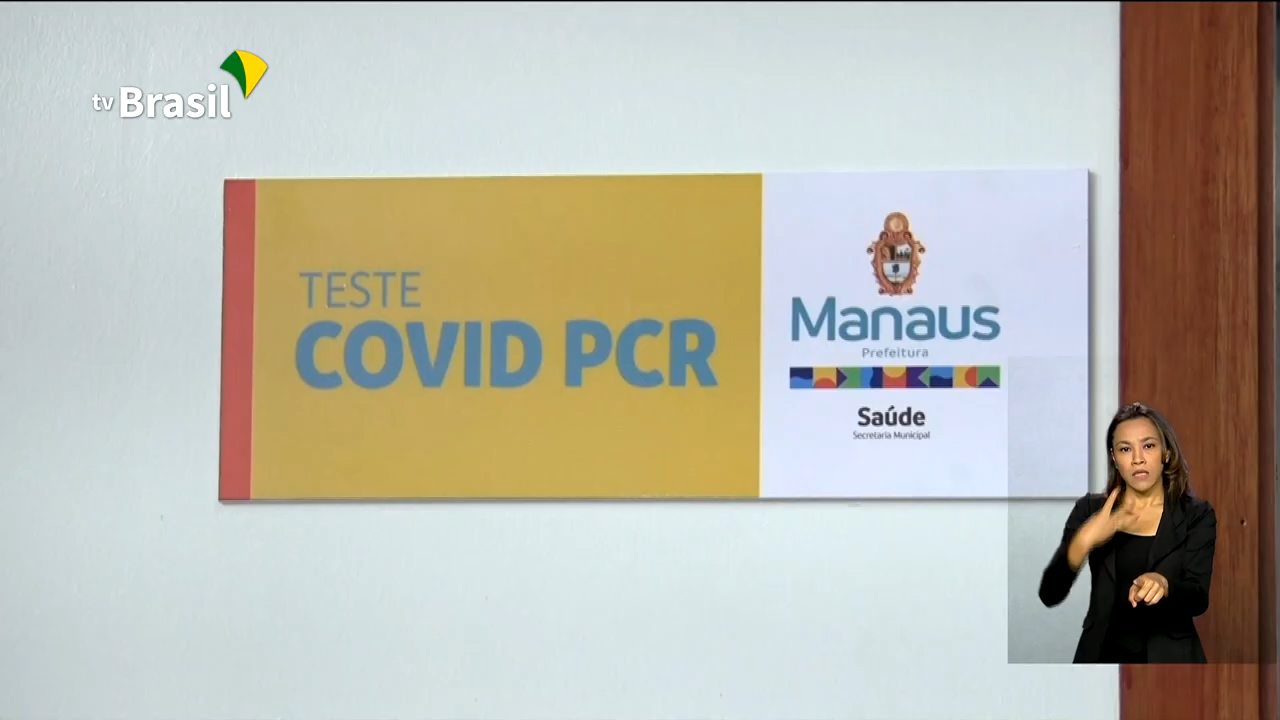 tv Brasil
TESTE
COVID PCR
Manaus
Prefeitura
Saúde
Secretaria Municipal